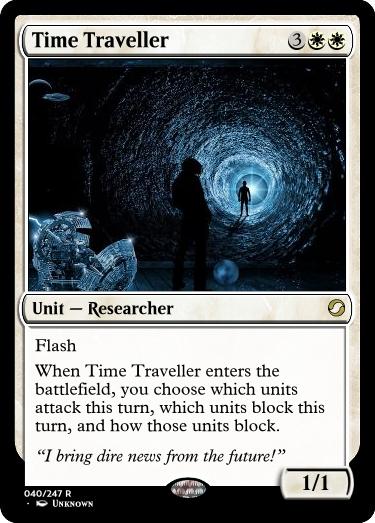 Time Traveller 3
Unit — Researcher
Flash
When Time Traveller enters the
battlefield, you choose which units
attack this turn, which units block this
turn, and how those units block.
“I bring dire news from the future!”
1/1
040/247 R
· Unknown